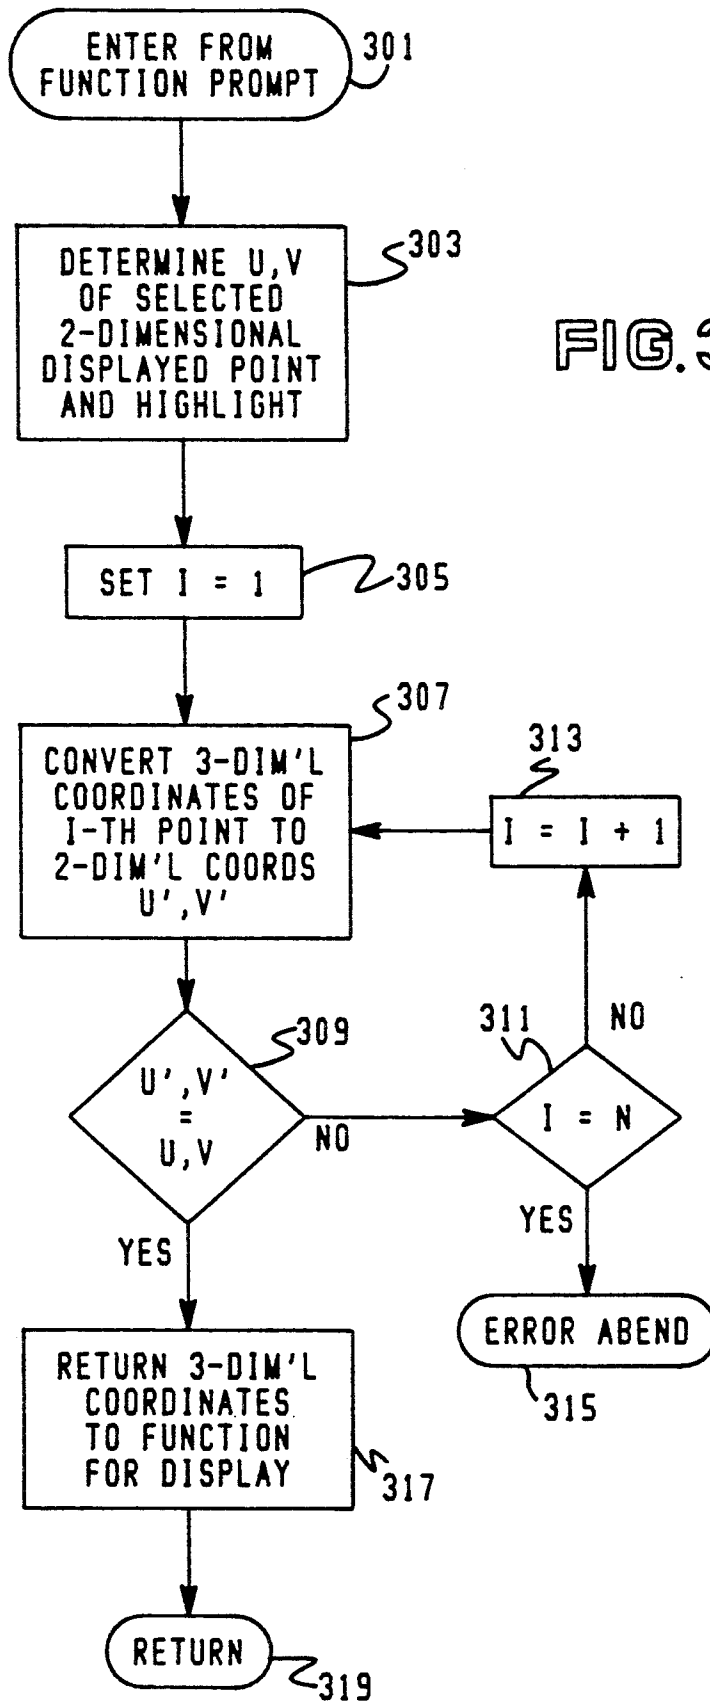 ENTER FROM
FUNCTION PROMPT
301
DETERMINE U,V
OF SELECTED
2-DIMENSIONAL
DISPLAYED POINT
AND HIGHLIGHT
303
FIG.3
SET I = 1
305
CONVERT 3-DIM'L
COORDINATES OF
I-TH POINT TO
2-DIM'L COORDS
U',V'
307
313
I = I + 1
U',V'
=
U,V
309
NO
311
I = N
NO
YES
YES
ERROR ABEND
315
RETURN 3-DIM'L
COORDINATES
TO FUNCTION
FOR DISPLAY
317
RETURN
319